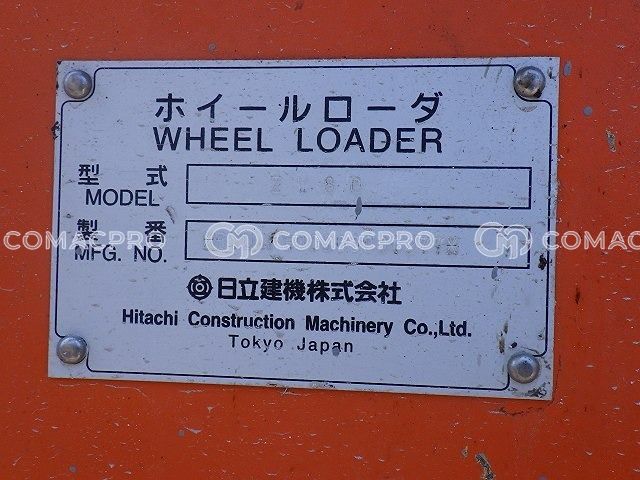 ホイールローダ
WHEEL LOADER
型式
MODEL
製番
MFG. NO.
COMACPRO COMACPRO COMAC
日立建機株式会社
Hitachi Construction Machinery Co.,Ltd.
Tokyo Japan